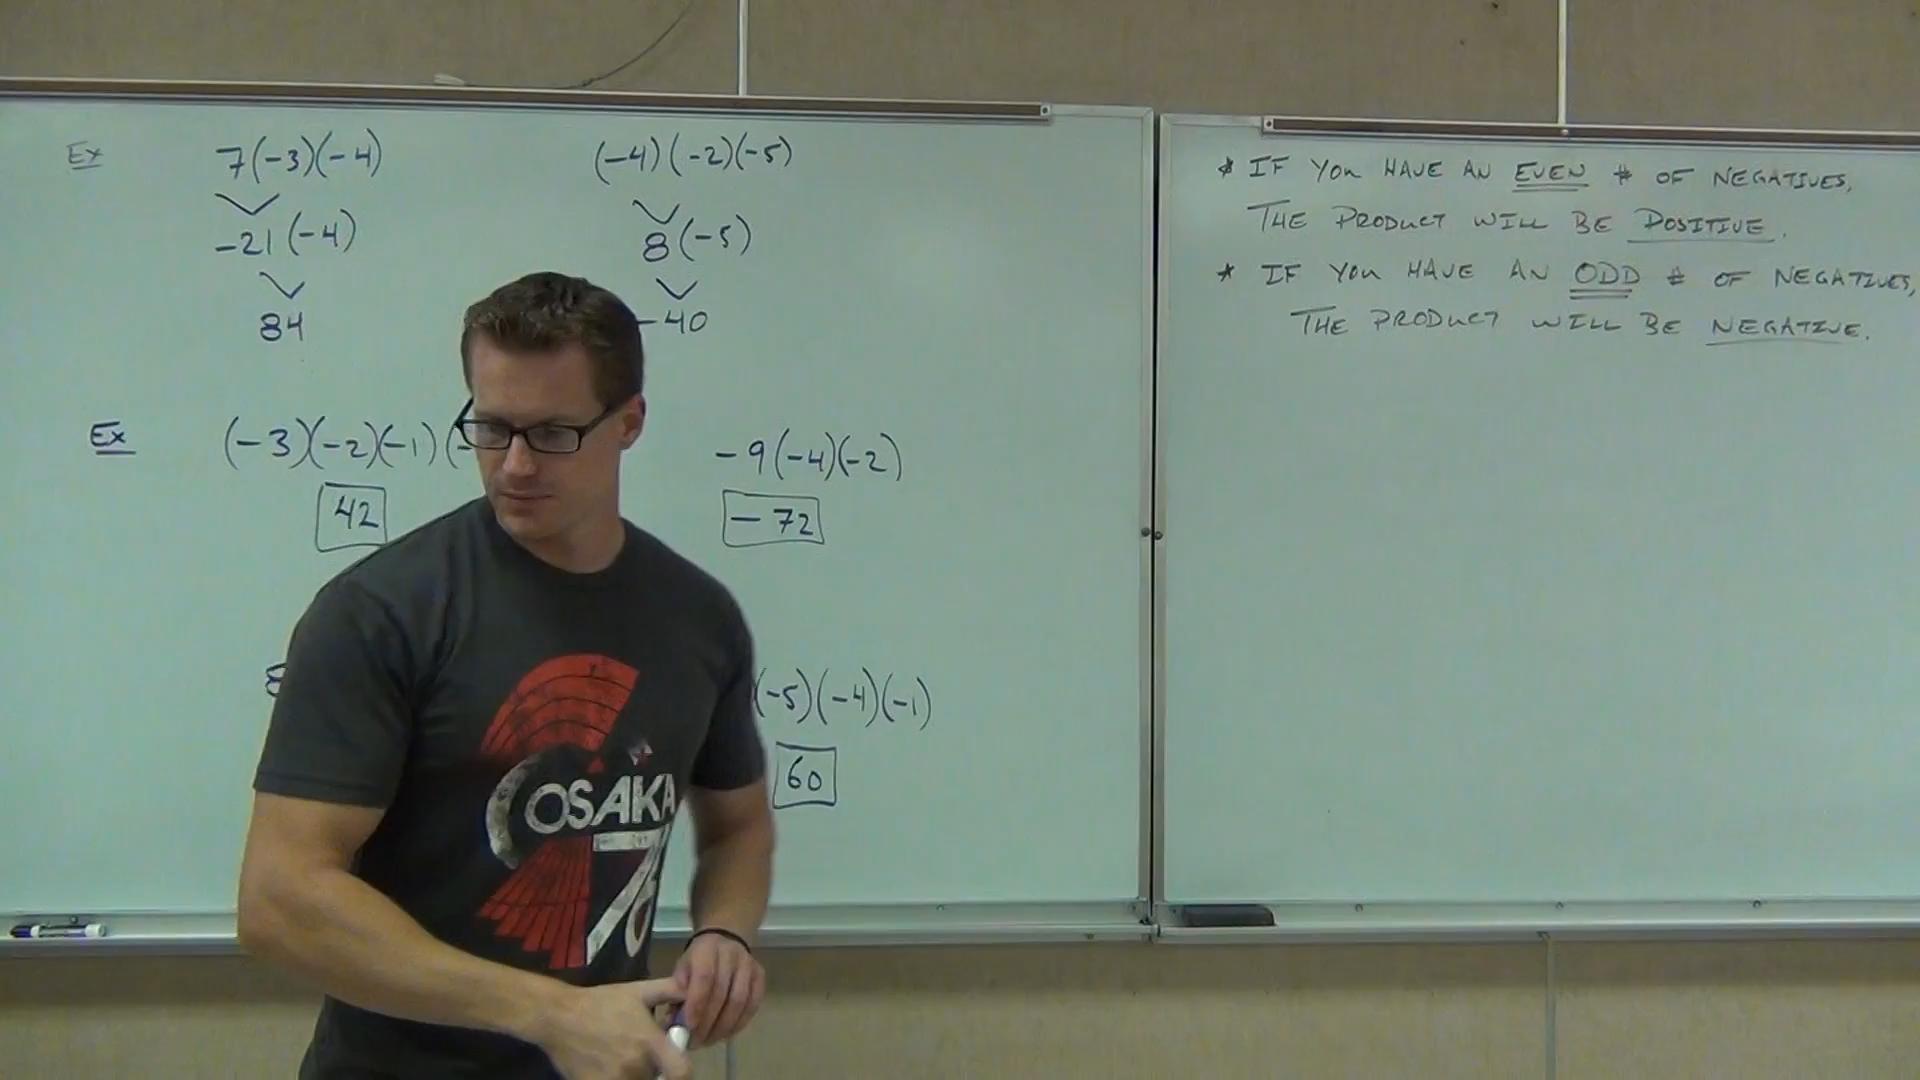 Ex 7(-3)(-4) (-4)(-2)(-5)
-21(-4) 8(-5)
84 -40
Ex (-3)(-2)(-1)(- -9(-4)(-2)
42 -72
(-5)(-4)(-1)
60
* IF YOU HAVE AN EVEN # OF NEGATIVES,
THE PRODUCT WILL BE POSITIVE.
* IF YOU HAVE AN ODD # OF NEGATIVES,
THE PRODUCT WILL BE NEGATIVE.
OSAKA
70